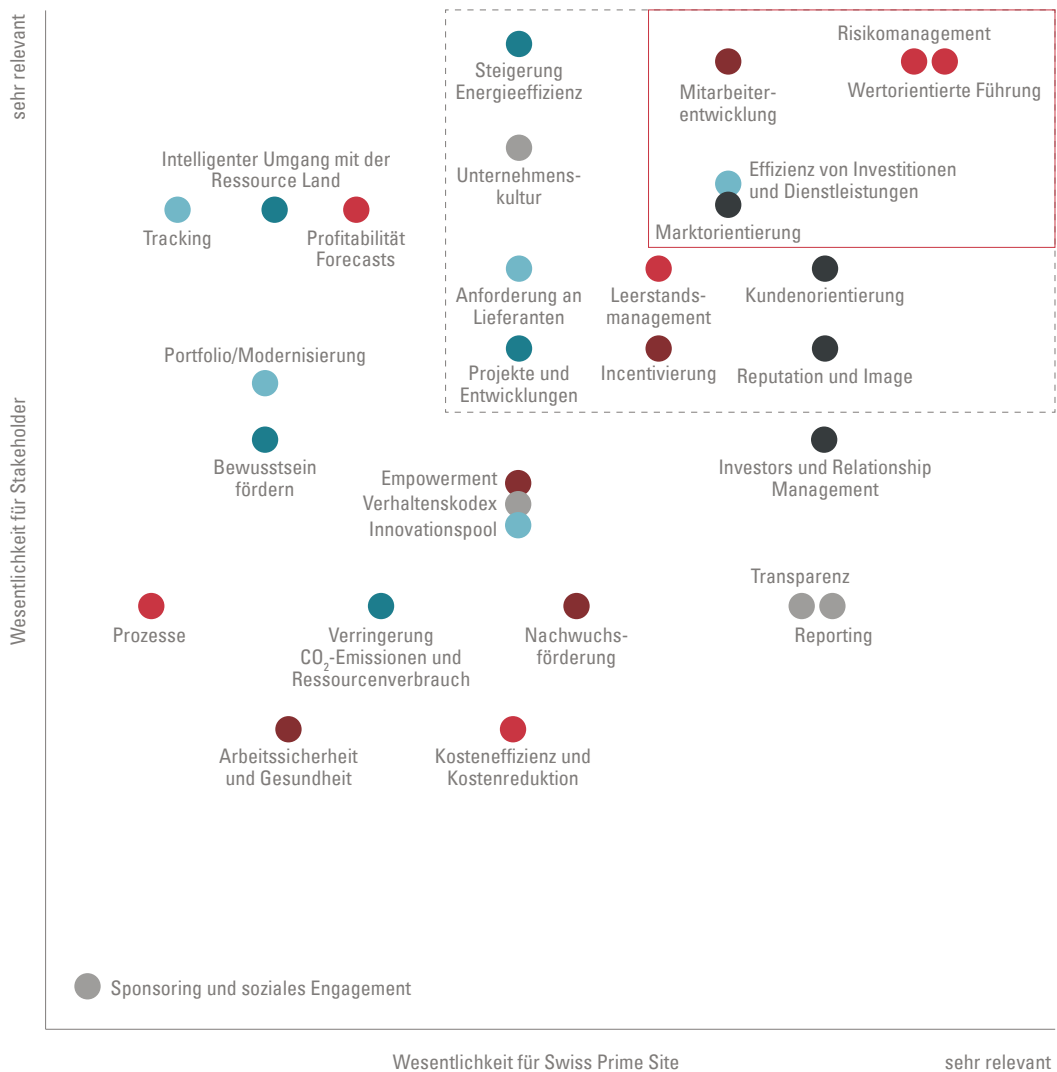 sehr relevant
Wesentlichkeit für Stakeholder
Steigerung
Energieeffizienz
Risikomanagement
Mitarbeiter-
entwicklung
Wertorientierte Führung
Unternehmens-
kultur
Effizienz von Investitionen
und Dienstleistungen
Marktorientierung
Intelligenter Umgang mit der
Ressource Land
Tracking
Profitabilität
Forecasts
Anforderung an
Lieferanten
Leerstands-
management
Kundenorientierung
Projekte und
Entwicklungen
Incentivierung
Reputation und Image
Portfolio/Modernisierung
Bewusstsein
fördern
Empowerment
Verhaltenskodex
Innovationspool
Investors und Relationship
Management
Transparenz
Reporting
Prozesse
Verringerung
CO₂-Emissionen und
Ressourcenverbrauch
Nachwuchs-
förderung
Arbeitssicherheit
und Gesundheit
Kosteneffizienz und
Kostenreduktion
Sponsoring und soziales Engagement
Wesentlichkeit für Swiss Prime Site
sehr relevant